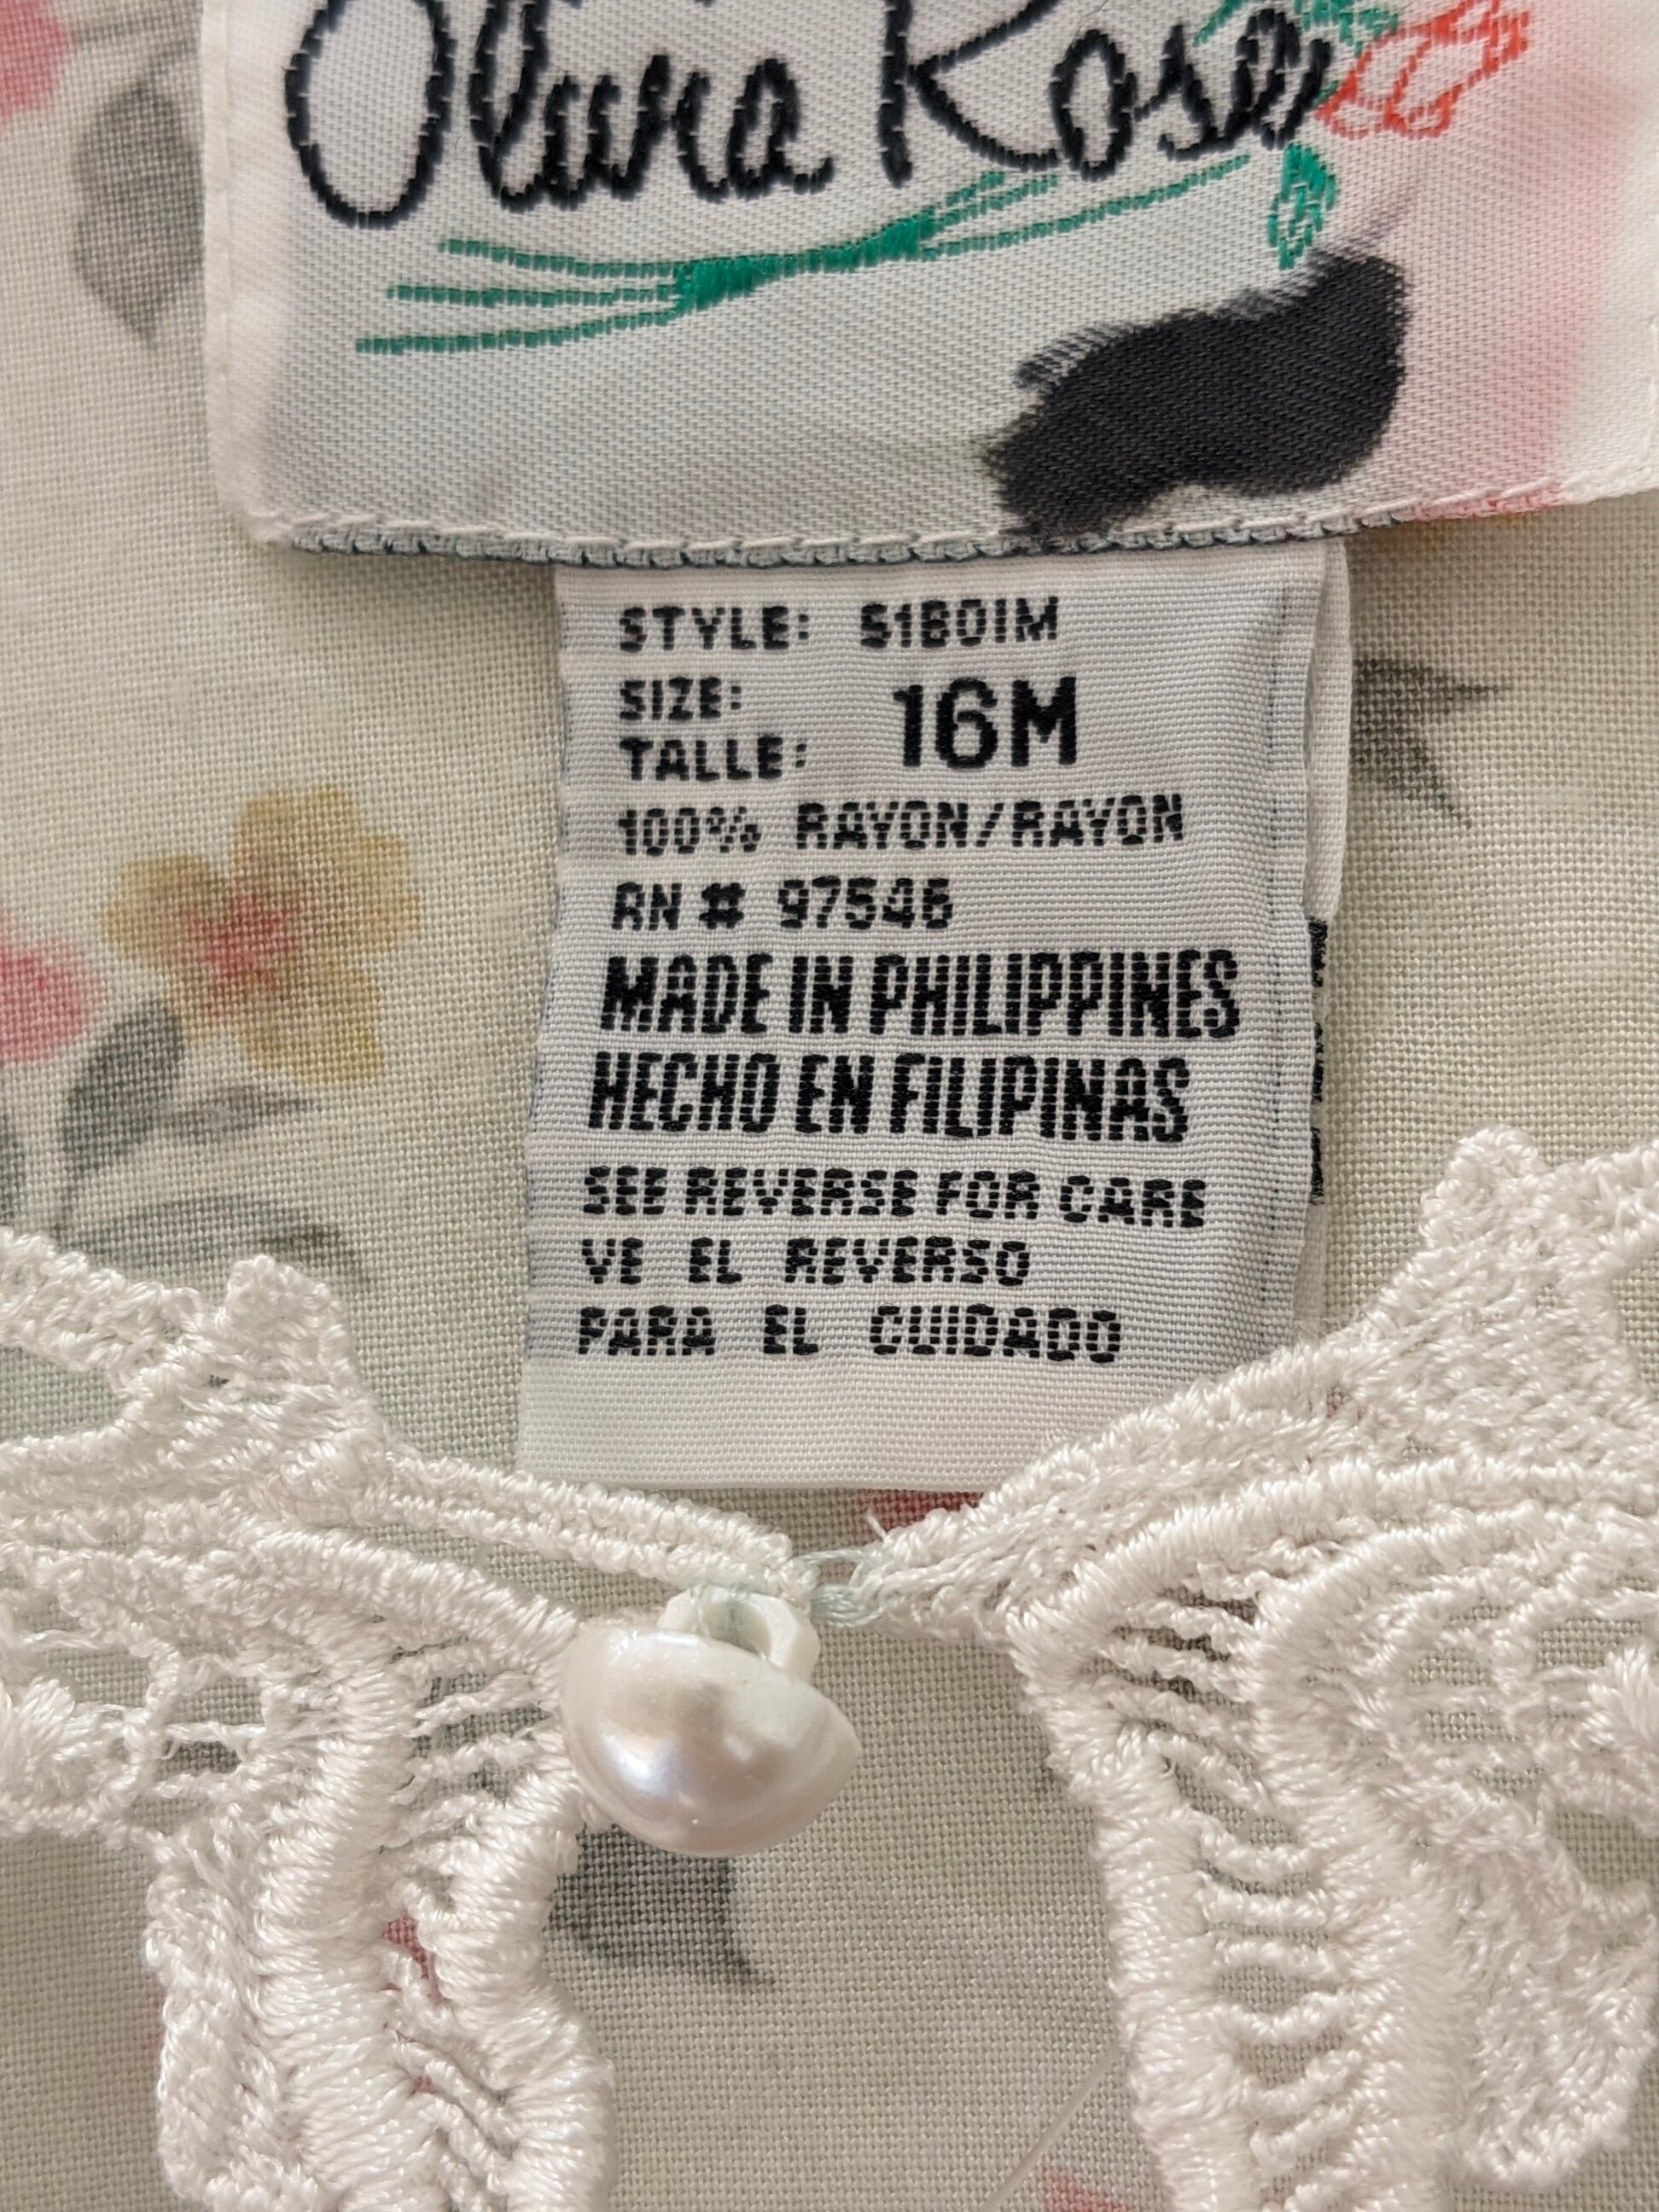 Olivia Rose
STYLE: 51801M
SIZE:
TALLE: 16M
100% RAYON/RAYON
RN # 97546
MADE IN PHILIPPINES
HECHO EN FILIPINAS
SEE REVERSE FOR CARE
VE EL REVERSO
PARA EL CUIDADO